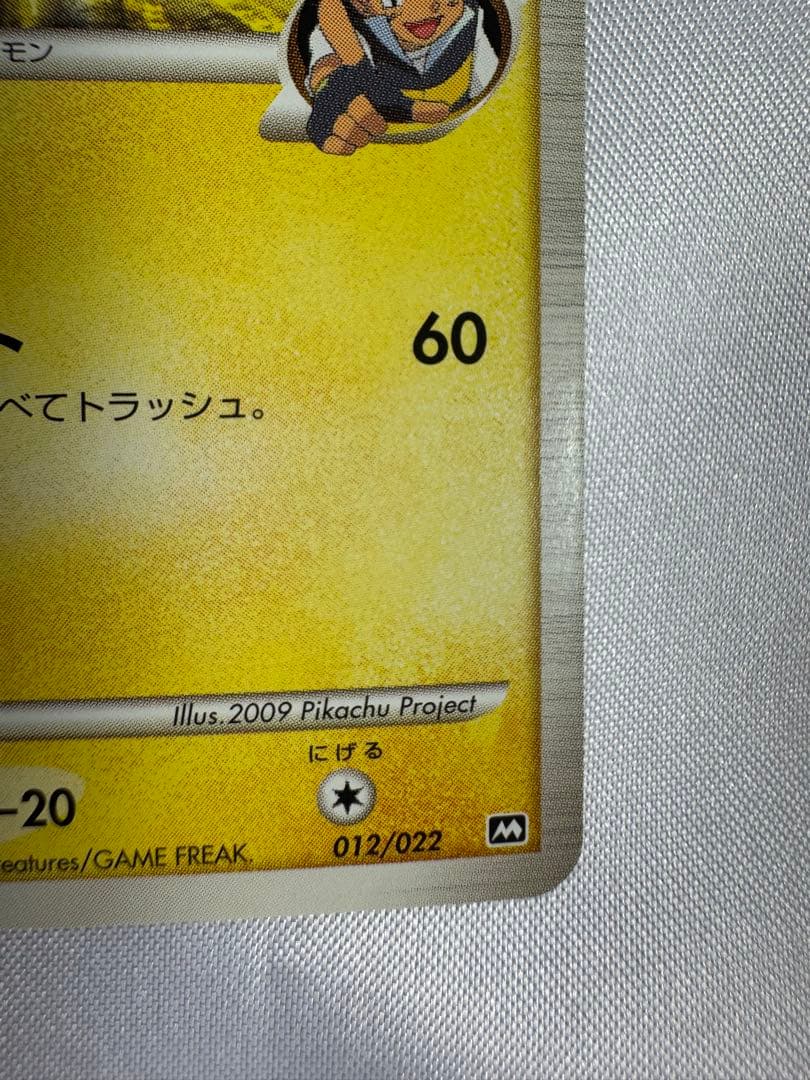 モン
60
べてトラッシュ。
Illus. 2009 Pikachu Project
にげる
−20
012/022
eatures/GAME FREAK.